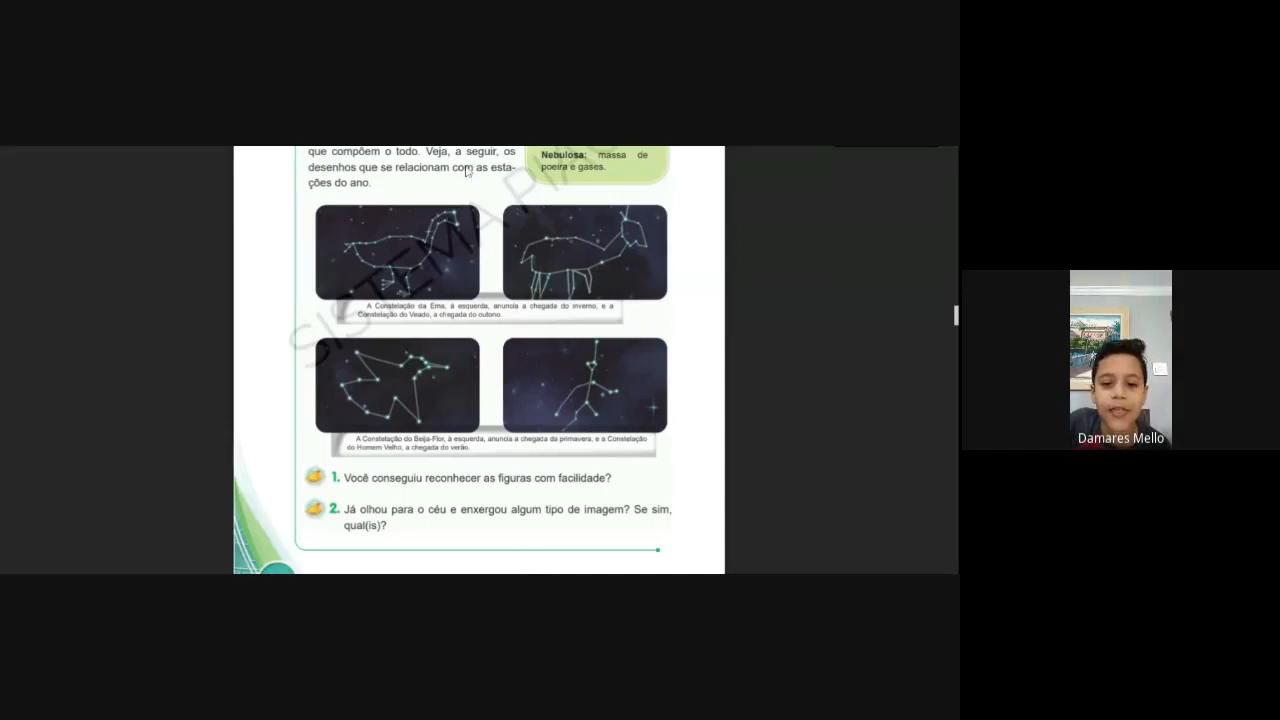 que compõem o todo. Veja, a seguir, os
desenhos que se relacionam com as esta-
ções do ano.
Nebulosa: massa de
poeira e gases.
A Constelação da Ema, à esquerda, anuncia a chegada do inverno, e a
Constelação do Veado, a chegada do outono.
A Constelação do Beija-Flor, à esquerda, anuncia a chegada da primavera, e a Constelação
do Homem Velho, a chegada do verão.
1. Você conseguiu reconhecer as figuras com facilidade?
2. Já olhou para o céu e enxergou algum tipo de imagem? Se sim,
qual(is)?
SISTEMA
Damares Mello